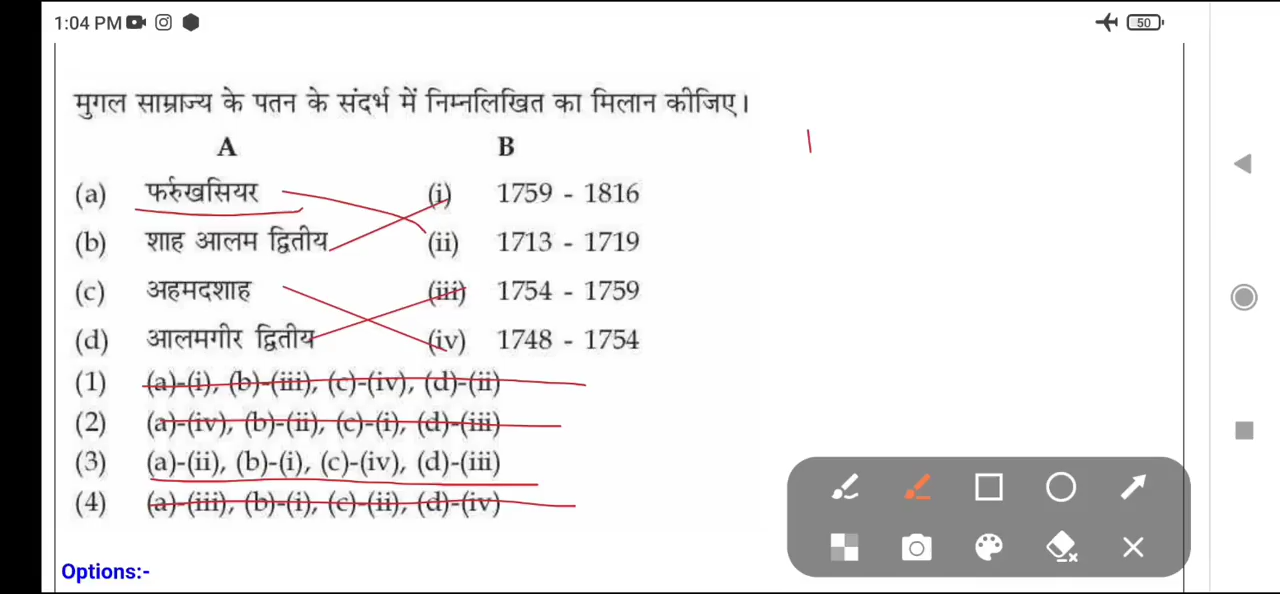 1:04 PM
50
मुगल साम्राज्य के पतन के संदर्भ में निम्नलिखित का मिलान कीजिए।
A B
(a) फर्रुखसियर (i) 1759 - 1816
(b) शाह आलम द्वितीय (ii) 1713 - 1719
(c) अहमदशाह (iii) 1754 - 1759
(d) आलमगीर द्वितीय (iv) 1748 - 1754
(1) (a)-(i), (b)-(iii), (c)-(iv), (d)-(ii)
(2) (a)-(iv), (b)-(ii), (c)-(i), (d)-(iii)
(3) (a)-(ii), (b)-(i), (c)-(iv), (d)-(iii)
(4) (a)-(iii), (b)-(i), (c)-(ii), (d)-(iv)
Options:-